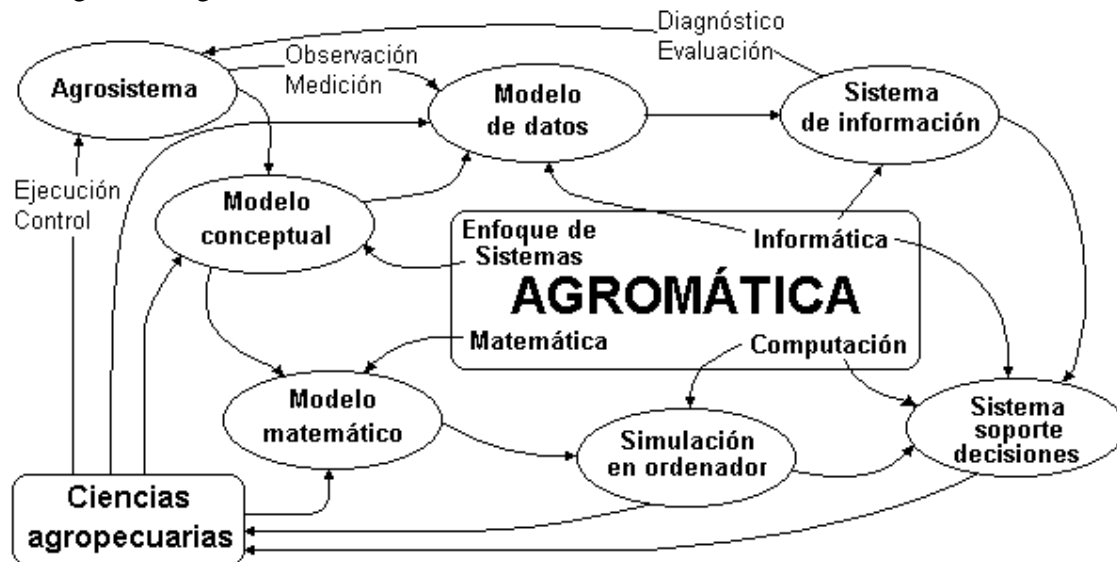 Diagnóstico
Evaluación
Observación
Medición
Agrosistema
Modelo
de datos
Sistema
de información
Ejecución
Control
Modelo
conceptual
Enfoque de
Sistemas
Informática
AGROMÁTICA
Matemática
Computación
Modelo
matemático
Simulación
en ordenador
Sistema
soporte
decisiones
Ciencias
agropecuarias